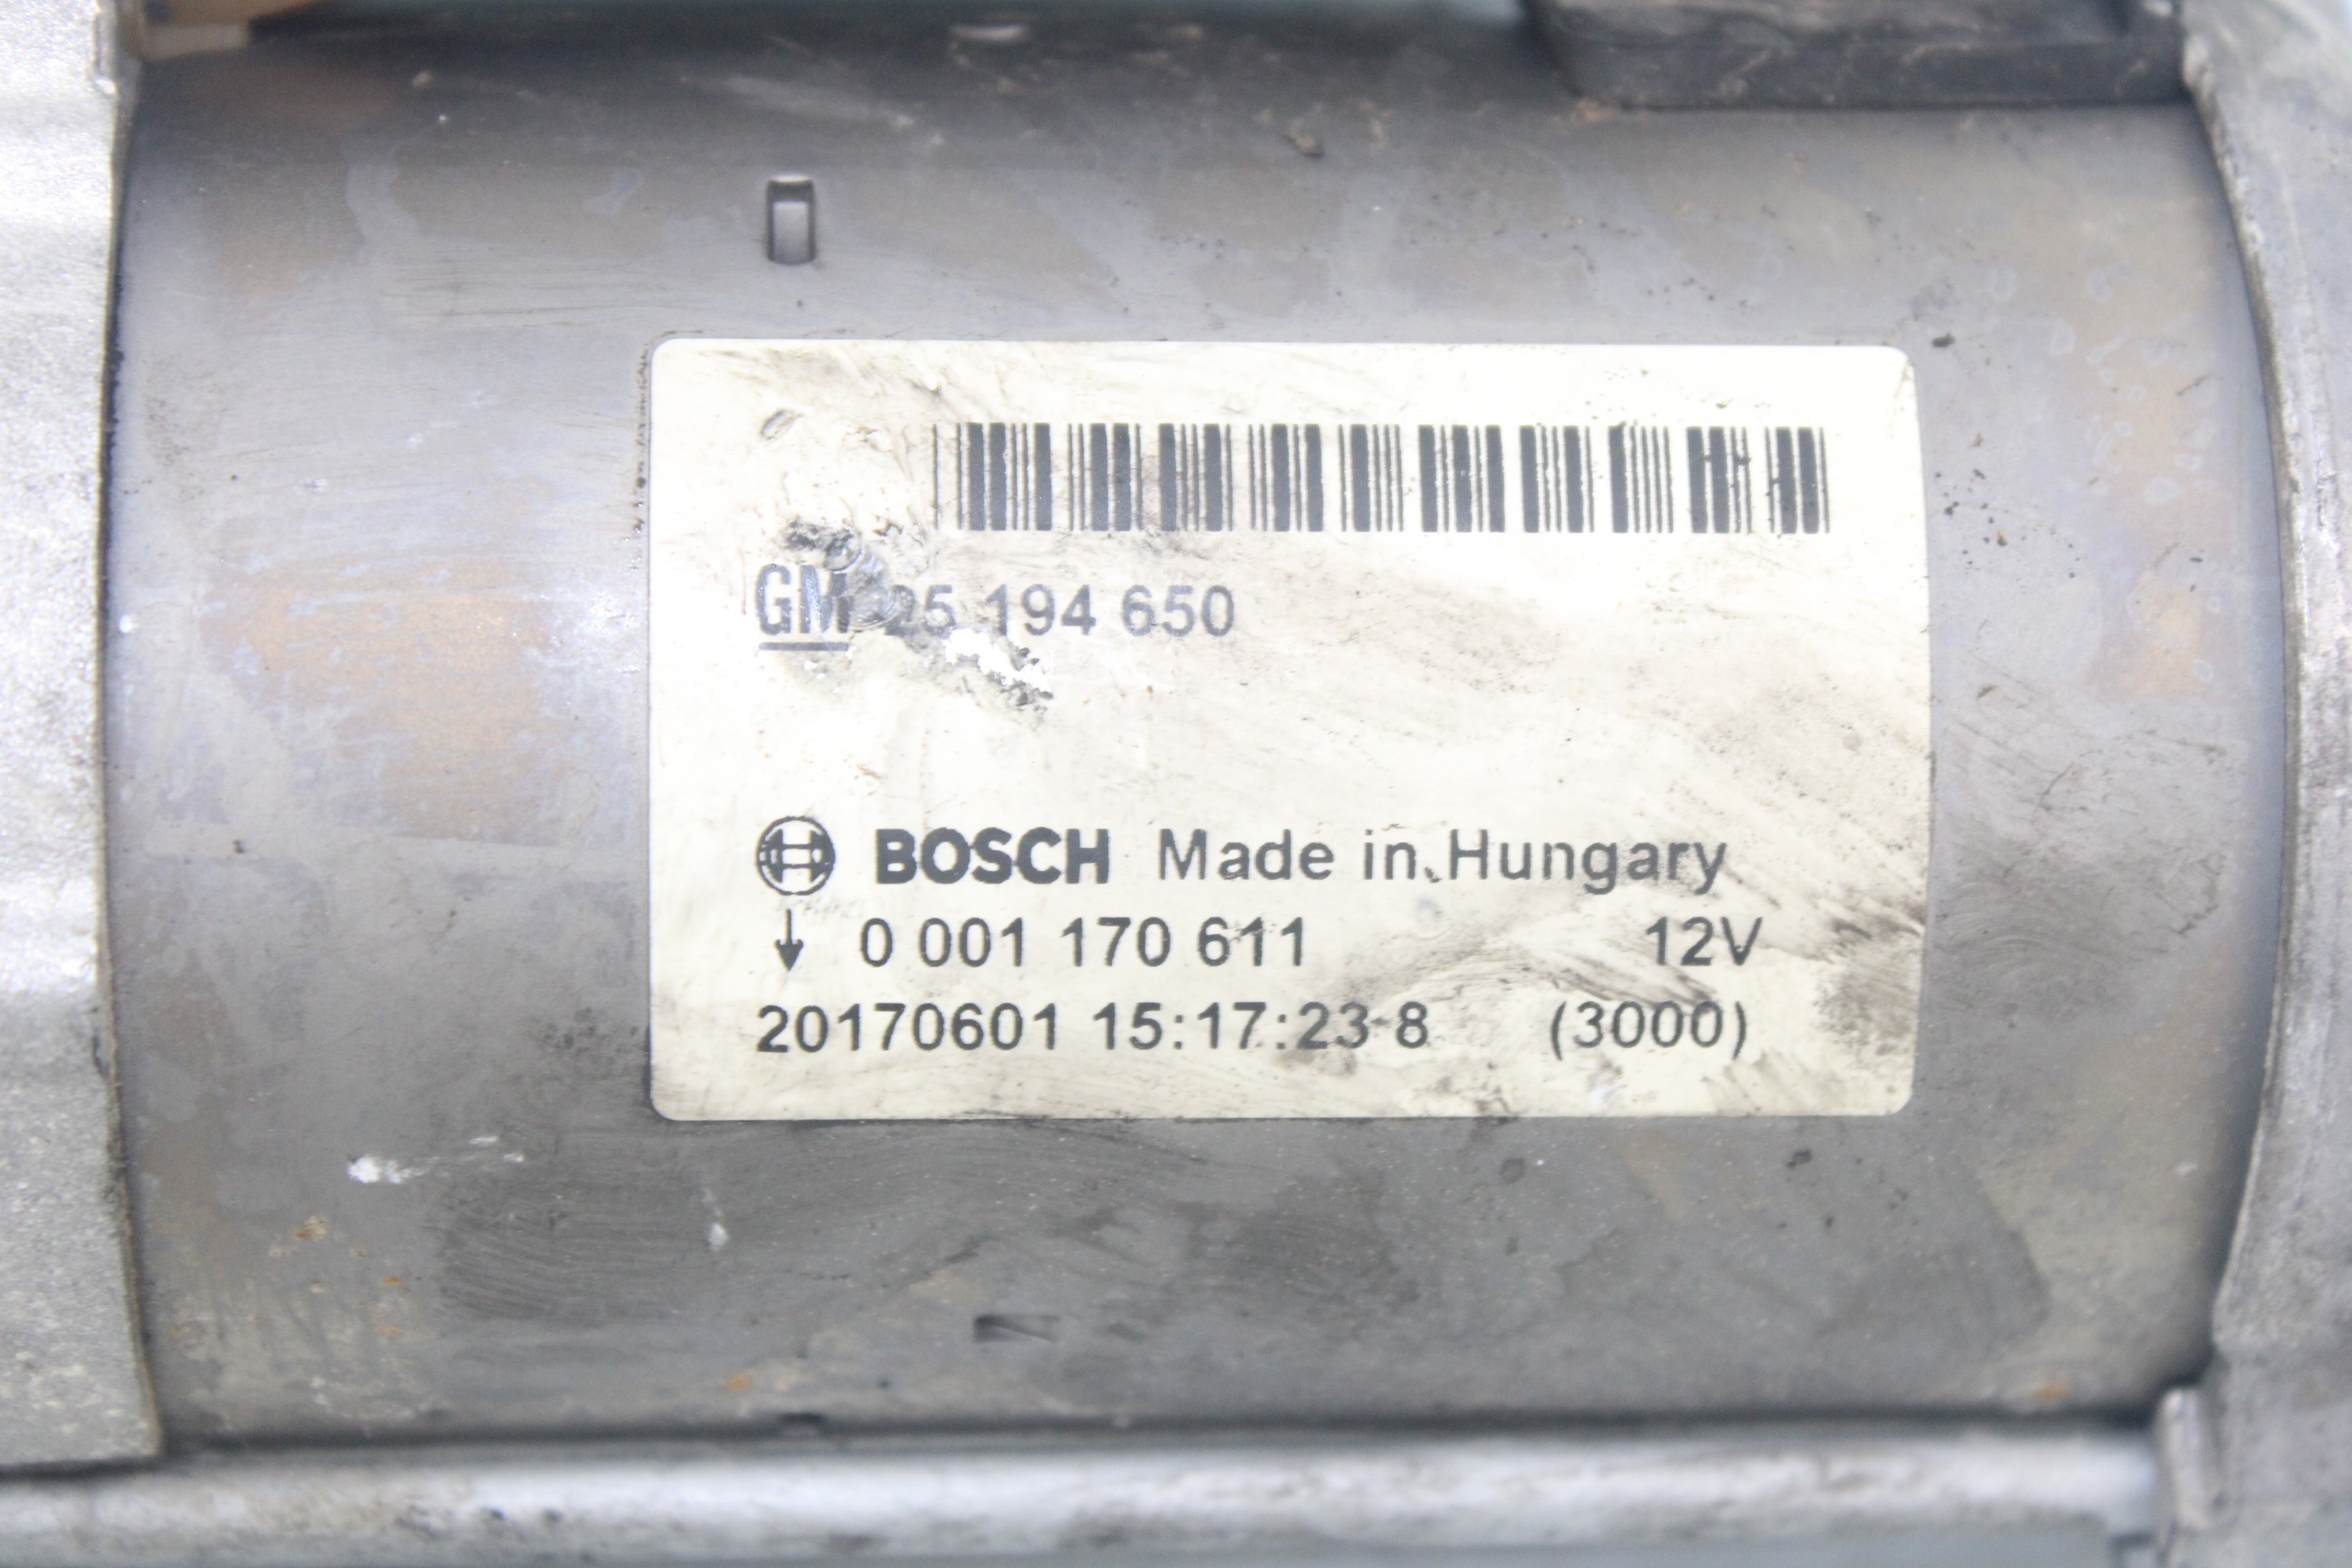 GM 25 194 650
BOSCH Made in Hungary
↓ 0 001 170 611 12V
20170601 15:17:23 8 (3000)